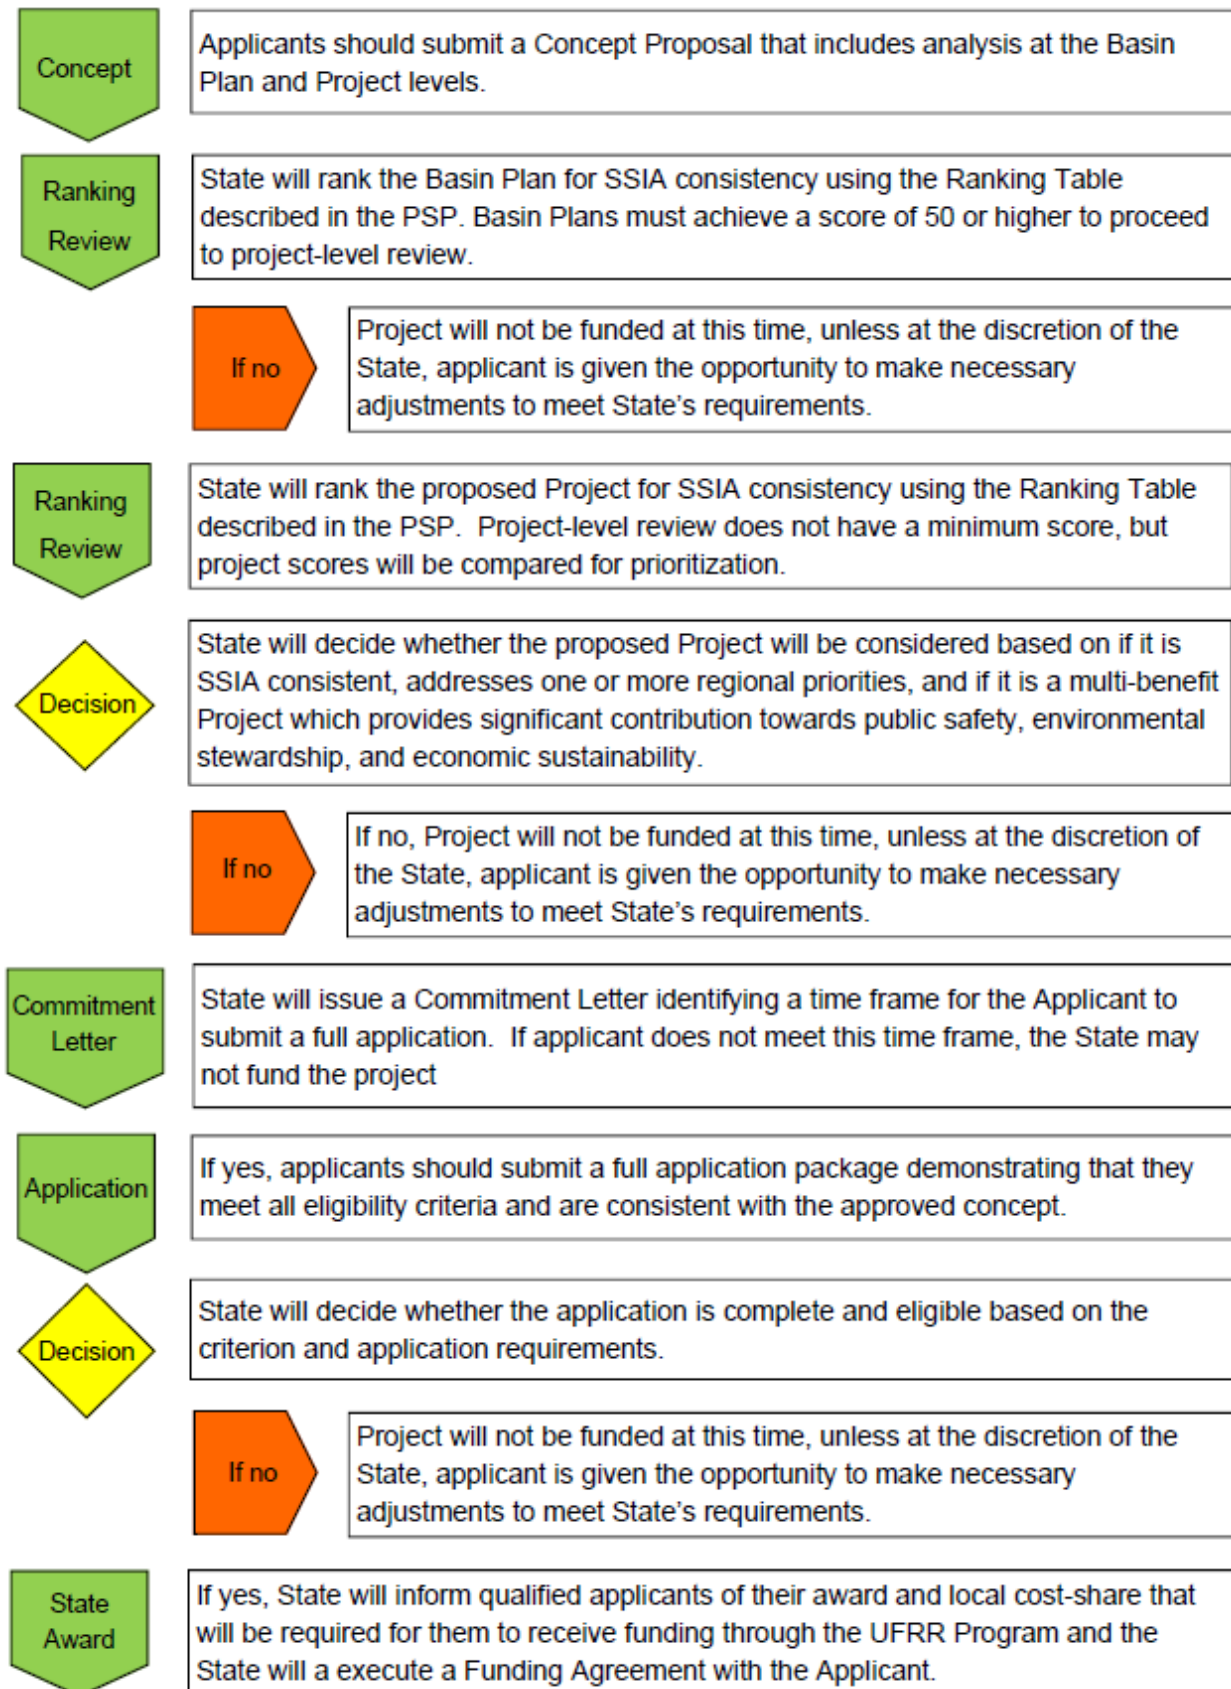 Concept
Applicants should submit a Concept Proposal that includes analysis at the Basin
Plan and Project levels.
Ranking
Review
State will rank the Basin Plan for SSIA consistency using the Ranking Table
described in the PSP. Basin Plans must achieve a score of 50 or higher to proceed
to project-level review.
If no
Project will not be funded at this time, unless at the discretion of the
State, applicant is given the opportunity to make necessary
adjustments to meet State's requirements.
Ranking
Review
State will rank the proposed Project for SSIA consistency using the Ranking Table
described in the PSP.  Project-level review does not have a minimum score, but
project scores will be compared for prioritization.
Decision
State will decide whether the proposed Project will be considered based on if it is
SSIA consistent, addresses one or more regional priorities, and if it is a multi-benefit
Project which provides significant contribution towards public safety, environmental
stewardship, and economic sustainability.
If no
If no, Project will not be funded at this time, unless at the discretion of
the State, applicant is given the opportunity to make necessary
adjustments to meet State's requirements.
Commitment
Letter
State will issue a Commitment Letter identifying a time frame for the Applicant to
submit a full application.  If applicant does not meet this time frame, the State may
not fund the project
Application
If yes, applicants should submit a full application package demonstrating that they
meet all eligibility criteria and are consistent with the approved concept.
Decision
State will decide whether the application is complete and eligible based on the
criterion and application requirements.
If no
Project will not be funded at this time, unless at the discretion of the
State, applicant is given the opportunity to make necessary
adjustments to meet State's requirements.
State
Award
If yes, State will inform qualified applicants of their award and local cost-share that
will be required for them to receive funding through the UFRR Program and the
State will a execute a Funding Agreement with the Applicant.